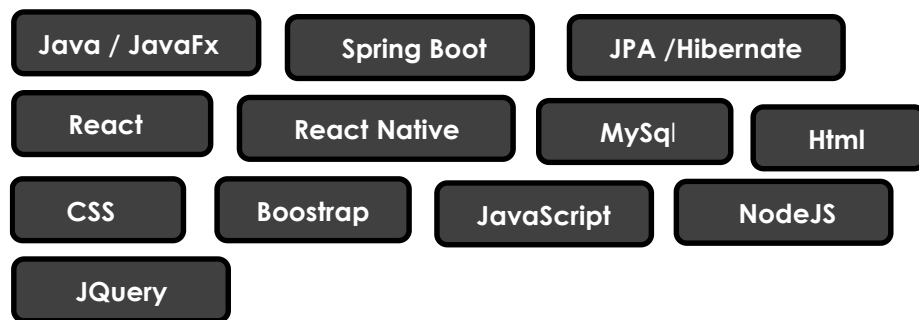 Java / JavaFx
Spring Boot
JPA /Hibernate
React
React Native
MySql
Html
CSS
Boostrap
JavaScript
NodeJS
JQuery